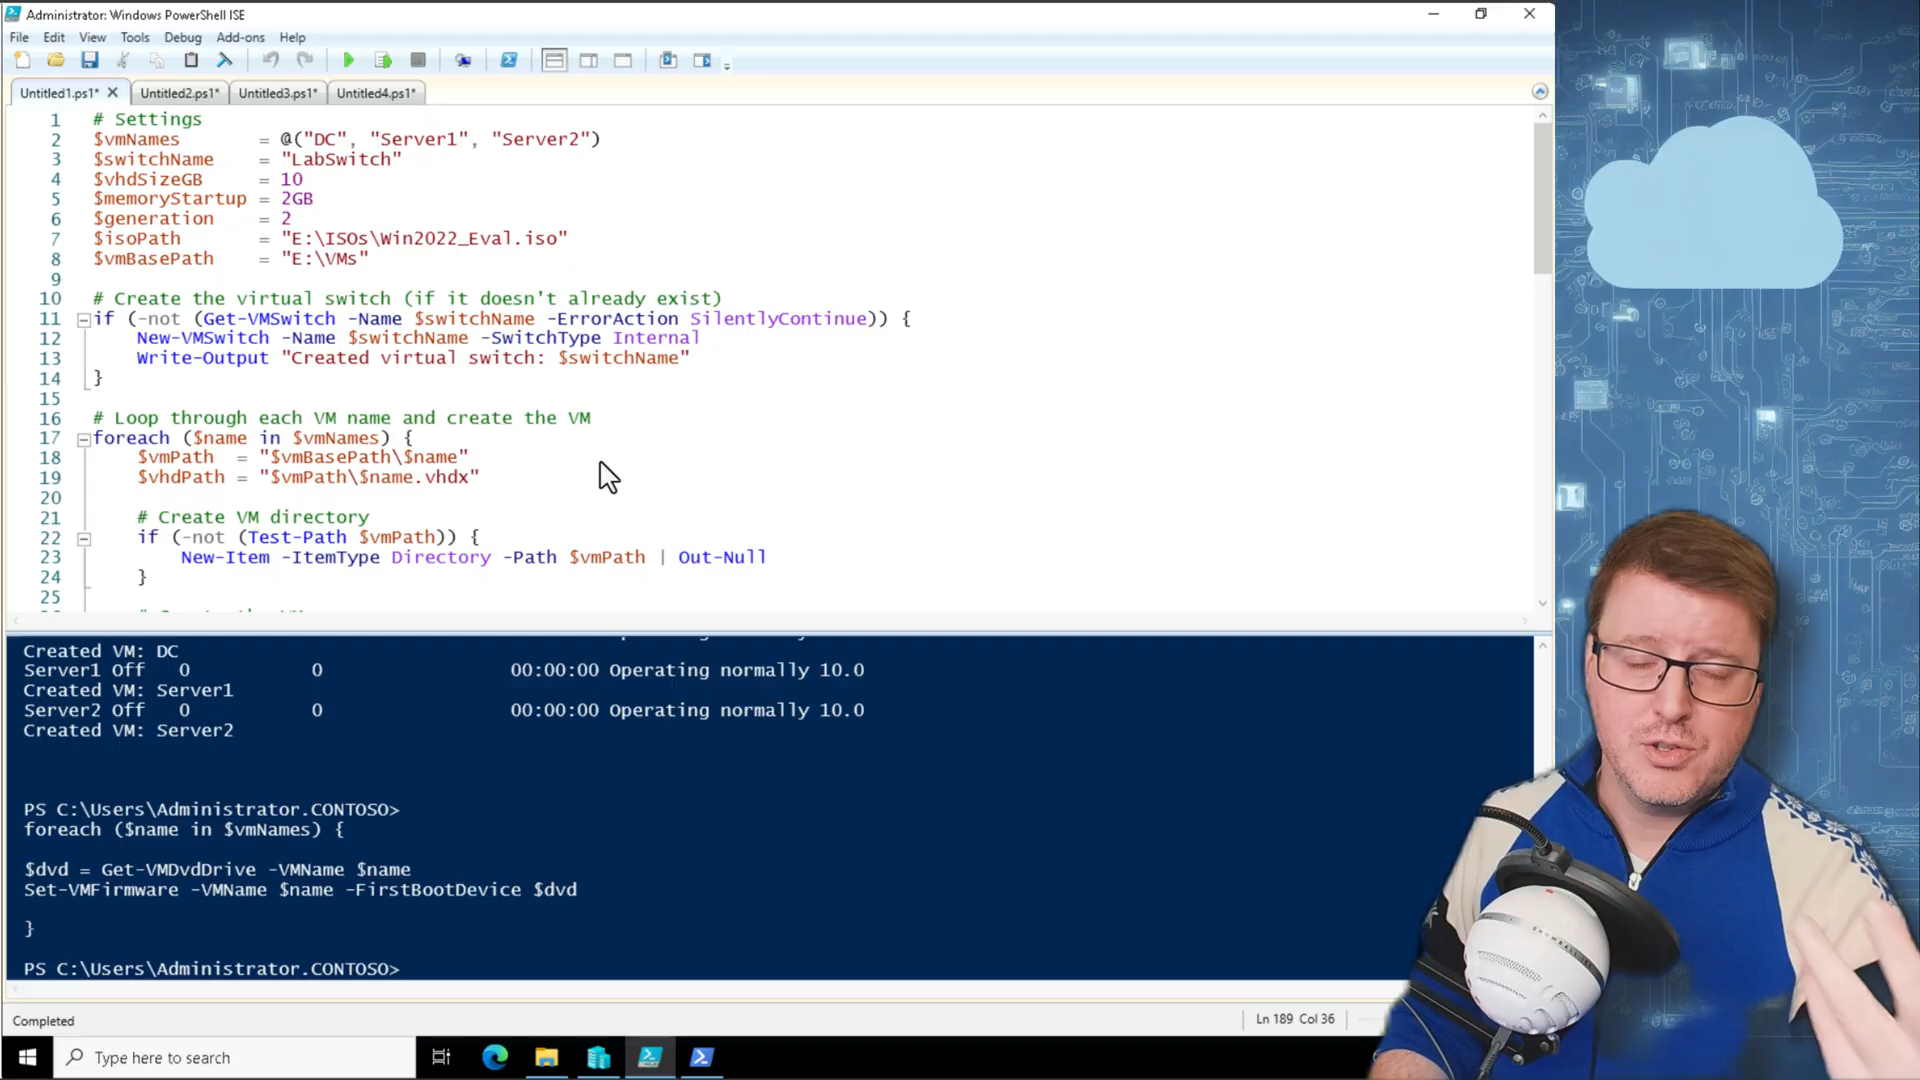 Administrator: Windows PowerShell ISE
File Edit View Tools Debug Add-ons Help
Untitled1.ps1* Untitled2.ps1* Untitled3.ps1* Untitled4.ps1*
1 # Settings
2 $vmNames = @("DC", "Server1", "Server2")
3 $switchName = "LabSwitch"
4 $vhdSizeGB = 10
5 $memoryStartup = 2GB
6 $generation = 2
7 $isoPath = "E:\ISOs\Win2022_Eval.iso"
8 $vmBasePath = "E:\VMs"
9
10 # Create the virtual switch (if it doesn't already exist)
11 if (-not (Get-VMSwitch -Name $switchName -ErrorAction SilentlyContinue)) {
12 New-VMSwitch -Name $switchName -SwitchType Internal
13 Write-Output "Created virtual switch: $switchName"
14 }
15
16 # Loop through each VM name and create the VM
17 foreach ($name in $vmNames) {
18 $vmPath = "$vmBasePath\$name"
19 $vhdPath = "$vmPath\$name.vhdx"
20
21 # Create VM directory
22 if (-not (Test-Path $vmPath)) {
23 New-Item -ItemType Directory -Path $vmPath | Out-Null
24 }
25
Created VM: DC
Server1 Off 0 0 00:00:00 Operating normally 10.0
Created VM: Server1
Server2 Off 0 0 00:00:00 Operating normally 10.0
Created VM: Server2
PS C:\Users\Administrator.CONTOSO>
foreach ($name in $vmNames) {
$dvd = Get-VMDvdDrive -VMName $name
Set-VMFirmware -VMName $name -FirstBootDevice $dvd
}
PS C:\Users\Administrator.CONTOSO>
Completed
Ln 189 Col 36
Type here to search